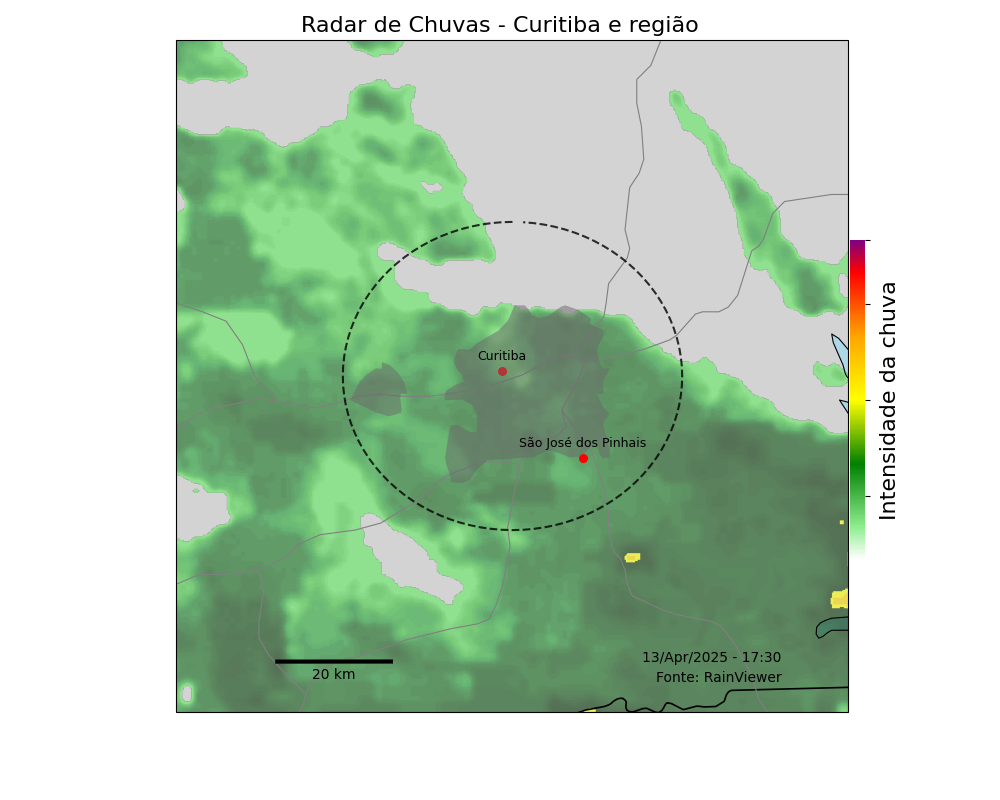 Radar de Chuvas - Curitiba e região
Curitiba
São José dos Pinhais
Intensidade da chuva
13/Apr/2025 - 17:30
20 km
Fonte: RainViewer